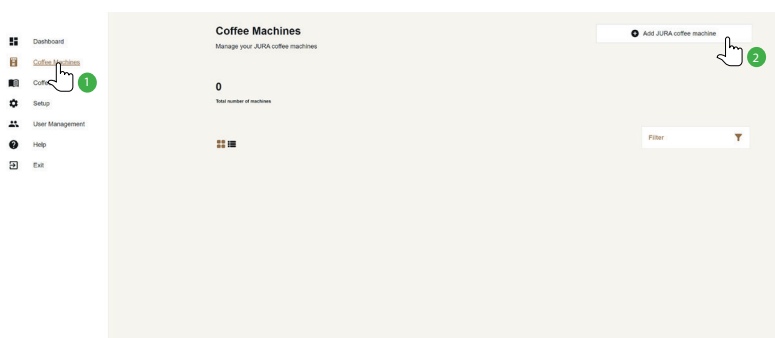 Dashboard
Coffee Machines
1
Setup
User Management
Help
Exit
Coffee Machines
Manage your JURA coffee machines
Add JURA coffee machine
2
0
Total number of machines
Filter